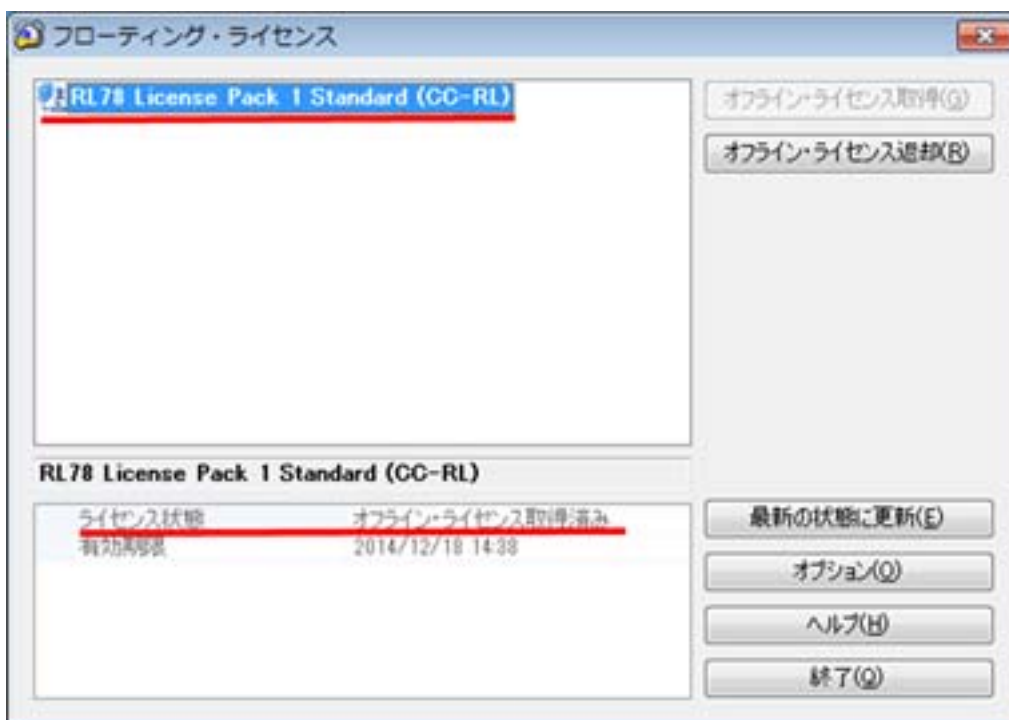 フローティング・ライセンス
RL78 License Pack 1 Standard (CC-RL)
オフライン・ライセンス取得(G)
オフライン・ライセンス返却(R)
RL78 License Pack 1 Standard (CC-RL)
ライセンス状態 オフライン・ライセンス取得済み
有効期限 2014/12/18 14:38
最新の状態に更新(E)
オプション(O)
ヘルプ(H)
終了(Q)